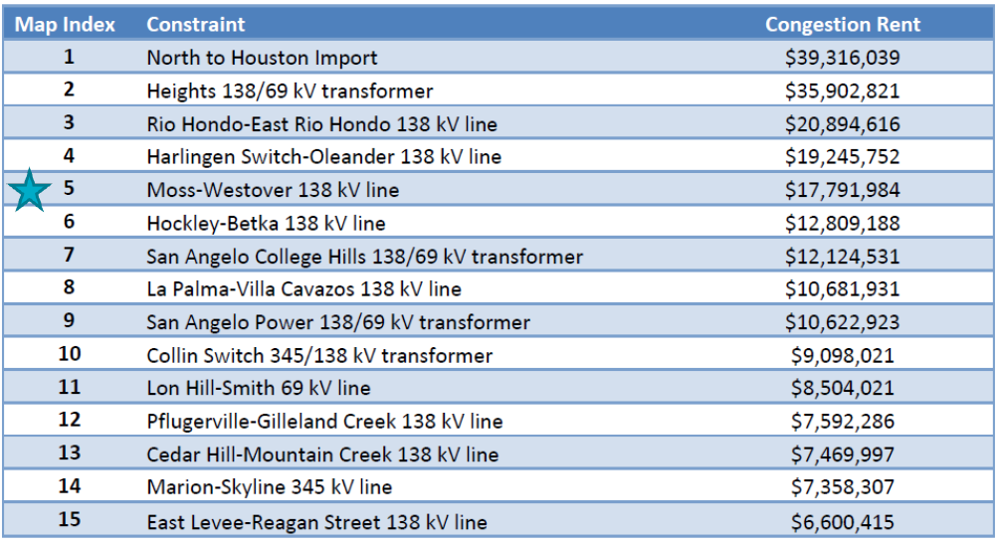 Map Index Constraint Congestion Rent
1 North to Houston Import $39,316,039
2 Heights 138/69 kV transformer $35,902,821
3 Rio Hondo-East Rio Hondo 138 kV line $20,894,616
4 Harlingen Switch-Oleander 138 kV line $19,245,752
5 Moss-Westover 138 kV line $17,791,984
6 Hockley-Betka 138 kV line $12,809,188
7 San Angelo College Hills 138/69 kV transformer $12,124,531
8 La Palma-Villa Cavazos 138 kV line $10,681,931
9 San Angelo Power 138/69 kV transformer $10,622,923
10 Collin Switch 345/138 kV transformer $9,098,021
11 Lon Hill-Smith 69 kV line $8,504,021
12 Pflugerville-Gilleland Creek 138 kV line $7,592,286
13 Cedar Hill-Mountain Creek 138 kV line $7,469,997
14 Marion-Skyline 345 kV line $7,358,307
15 East Levee-Reagan Street 138 kV line $6,600,415